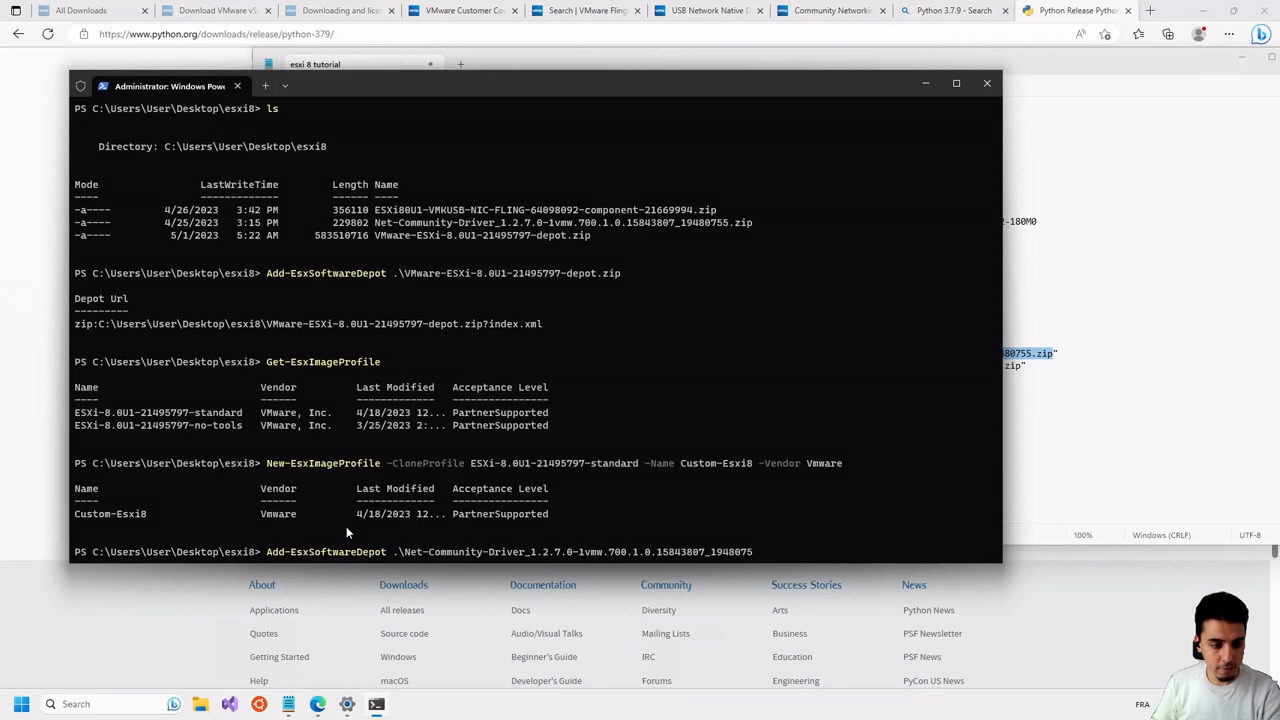 All Documents
Download VMware vSp
Downloading and licen
VMware Customer Co
Search | VMware Fling
USB Network Native D
Community Networkin
Python 3.7.9 - Search
Python Release Pytho
https://www.python.org/downloads/release/python-379/
esxi 8 tutorial
Administrator: Windows Powe
PS C:\Users\User\Desktop\esxi8> ls
Directory: C:\Users\User\Desktop\esxi8
Mode LastWriteTime Length Name
---- ------------- ------ ----
-a---- 4/26/2023 3:42 PM 356110 ESXi80U1-VMKUSB-NIC-FLING-64098092-component-21669994.zip
-a---- 4/25/2023 3:15 PM 229802 Net-Community-Driver_1.2.7.0-1vmw.700.1.0.15843807_19480755.zip
-a---- 5/1/2023 5:22 AM 583510716 VMware-ESXi-8.0U1-21495797-depot.zip
PS C:\Users\User\Desktop\esxi8> Add-EsxSoftwareDepot .\VMware-ESXi-8.0U1-21495797-depot.zip
Depot Url
---------
zip:C:\Users\User\Desktop\esxi8\VMware-ESXi-8.0U1-21495797-depot.zip?index.xml
PS C:\Users\User\Desktop\esxi8> Get-EsxImageProfile
Name Vendor Last Modified Acceptance Level
---- ------ ------------- ----------------
ESXi-8.0U1-21495797-standard VMware, Inc. 4/18/2023 12... PartnerSupported
ESXi-8.0U1-21495797-no-tools VMware, Inc. 3/25/2023 2:... PartnerSupported
PS C:\Users\User\Desktop\esxi8> New-EsxImageProfile -CloneProfile ESXi-8.0U1-21495797-standard -Name Custom-Esxi8 -Vendor Vmware
Name Vendor Last Modified Acceptance Level
---- ------ ------------- ----------------
Custom-Esxi8 Vmware 4/18/2023 12... PartnerSupported
PS C:\Users\User\Desktop\esxi8> Add-EsxSoftwareDepot .\Net-Community-Driver_1.2.7.0-1vmw.700.1.0.15843807_1948075
2-180M0
480755.zip"
zip"
100% Windows (CRLF) UTF-8
About Downloads Documentation Community Success Stories News
Applications All releases Docs Diversity Arts Python News
Quotes Source code Audio/Visual Talks Mailing Lists Business PSF Newsletter
Getting Started Windows Beginner's Guide IRC Education PSF News
Help macOS Developer's Guide Forums Engineering PyCon US News
Search
FRA